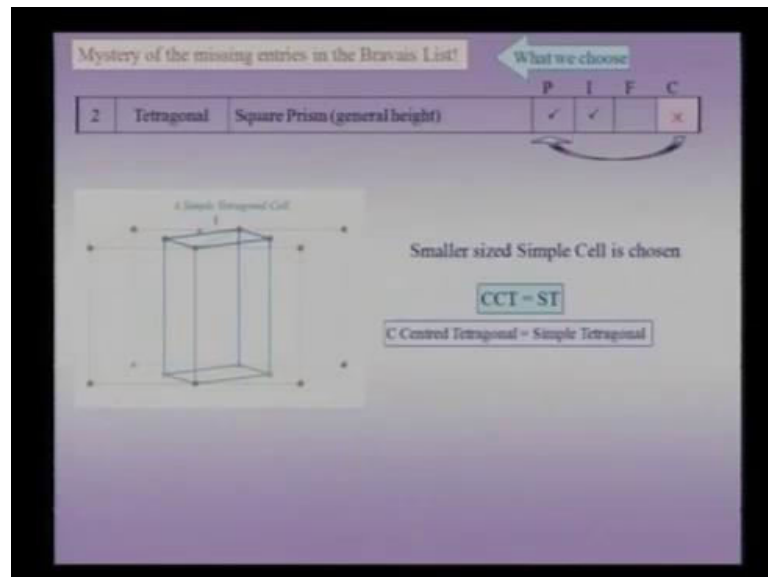 Mystery of the missing entries in the Bravais List!
What we choose
P I F C
2 Tetragonal Square Prism (general height) ✓ ✓ ×
A Simple Tetragonal Cell
Smaller sized Simple Cell is chosen
CCT = ST
C Centred Tetragonal = Simple Tetragonal